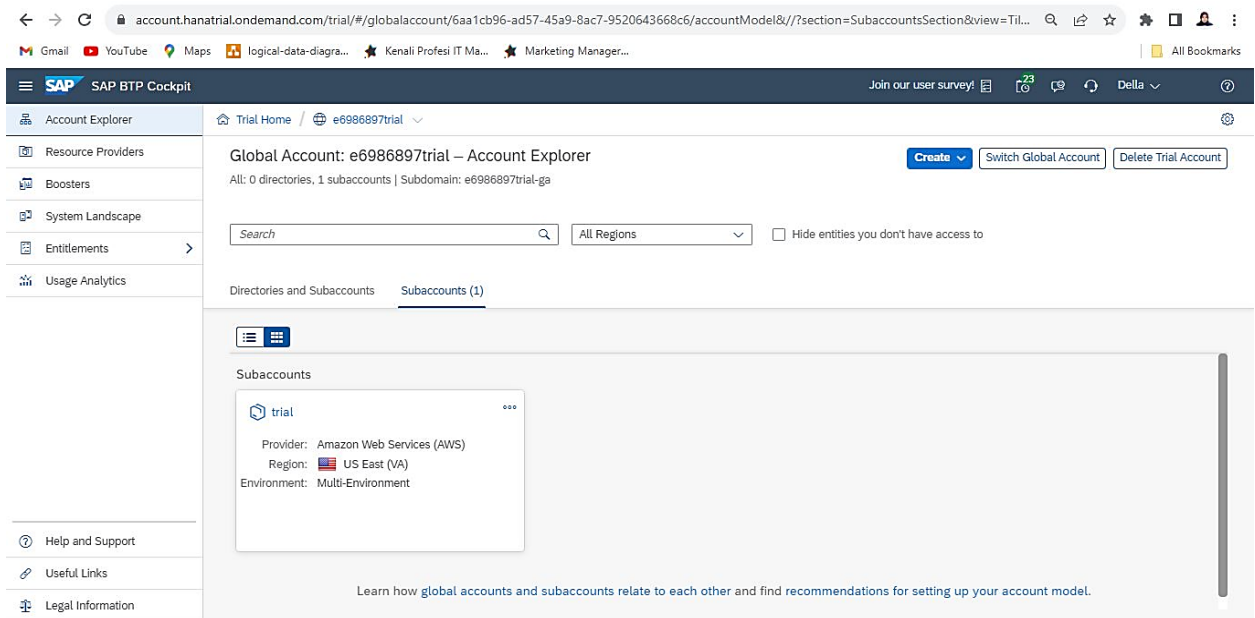 account.hanatrial.ondemand.com/trial/#/globalaccount/6aa1cb96-ad57-45a9-8ac7-9520643668c6/accountModel&//?section=SubaccountsSection&view=Til...
Gmail YouTube Maps logical-data-diagra... Kenali Profesi IT Ma... Marketing Manager... All Bookmarks
SAP SAP BTP Cockpit Join our user survey! 23 Della
Account Explorer
Resource Providers
Boosters
System Landscape
Entitlements
Usage Analytics
Trial Home / e6986897trial
Global Account: e6986897trial – Account Explorer
Create Switch Global Account Delete Trial Account
All: 0 directories, 1 subaccounts | Subdomain: e6986897trial-ga
Search All Regions Hide entities you don't have access to
Directories and Subaccounts Subaccounts (1)
Subaccounts
trial
Provider: Amazon Web Services (AWS)
Region: US East (VA)
Environment: Multi-Environment
Learn how global accounts and subaccounts relate to each other and find recommendations for setting up your account model.
Help and Support
Useful Links
Legal Information